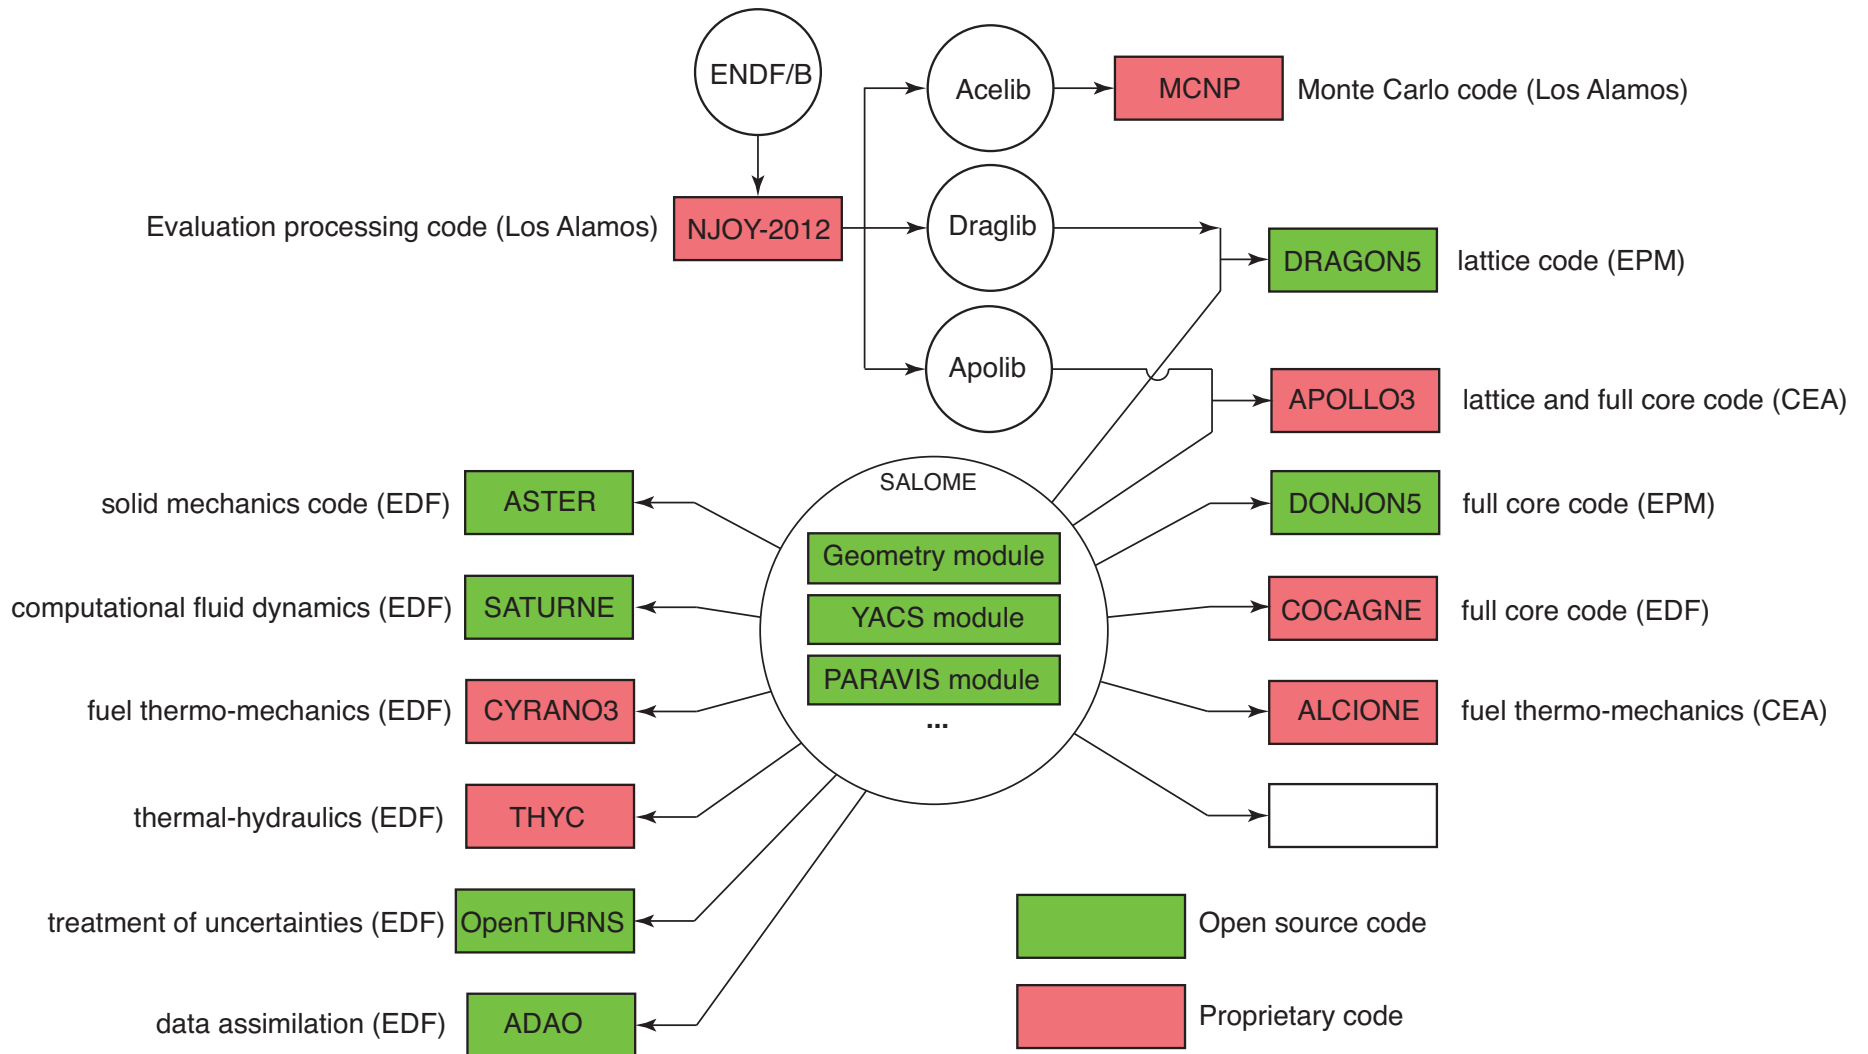 ENDF/B
Acelib
MCNP
Monte Carlo code (Los Alamos)
Evaluation processing code (Los Alamos)
NJOY-2012
Draglib
DRAGON5
lattice code (EPM)
Apolib
APOLLO3
lattice and full core code (CEA)
SALOME
solid mechanics code (EDF)
ASTER
DONJON5
full core code (EPM)
Geometry module
computational fluid dynamics (EDF)
SATURNE
YACS module
COCAGNE
full core code (EDF)
PARAVIS module
...
fuel thermo-mechanics (EDF)
CYRANO3
ALCIONE
fuel thermo-mechanics (CEA)
thermal-hydraulics (EDF)
THYC
treatment of uncertainties (EDF)
OpenTURNS
Open source code
data assimilation (EDF)
ADAO
Proprietary code